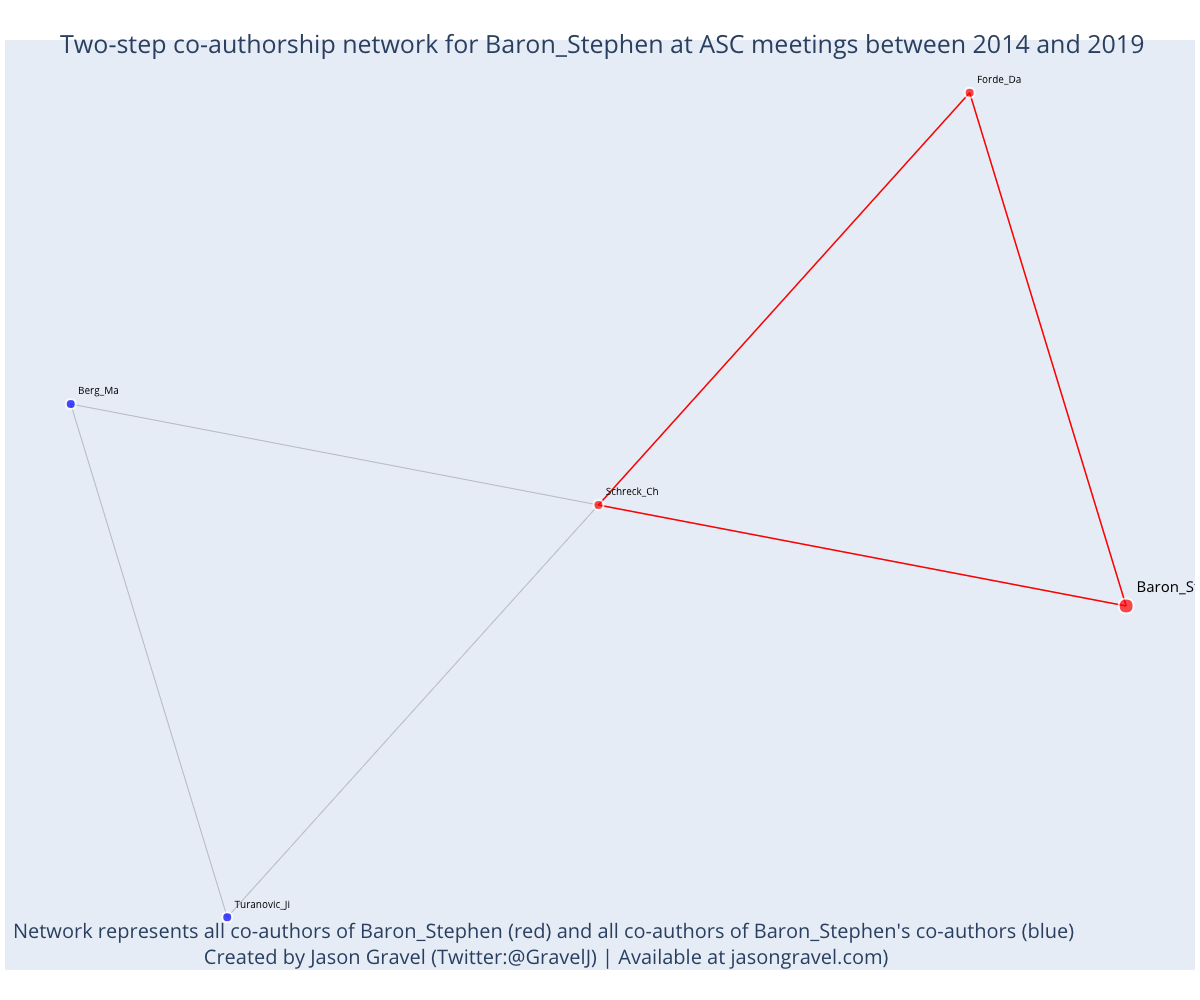 Two-step co-authorship network for Baron_Stephen at ASC meetings between 2014 and 2019
Forde_Da
Berg_Ma
Schreck_Ch
Baron_S
Turanovic_Ji
Network represents all co-authors of Baron_Stephen (red) and all co-authors of Baron_Stephen's co-authors (blue)
Created by Jason Gravel (Twitter:@GravelJ) | Available at jasongravel.com)